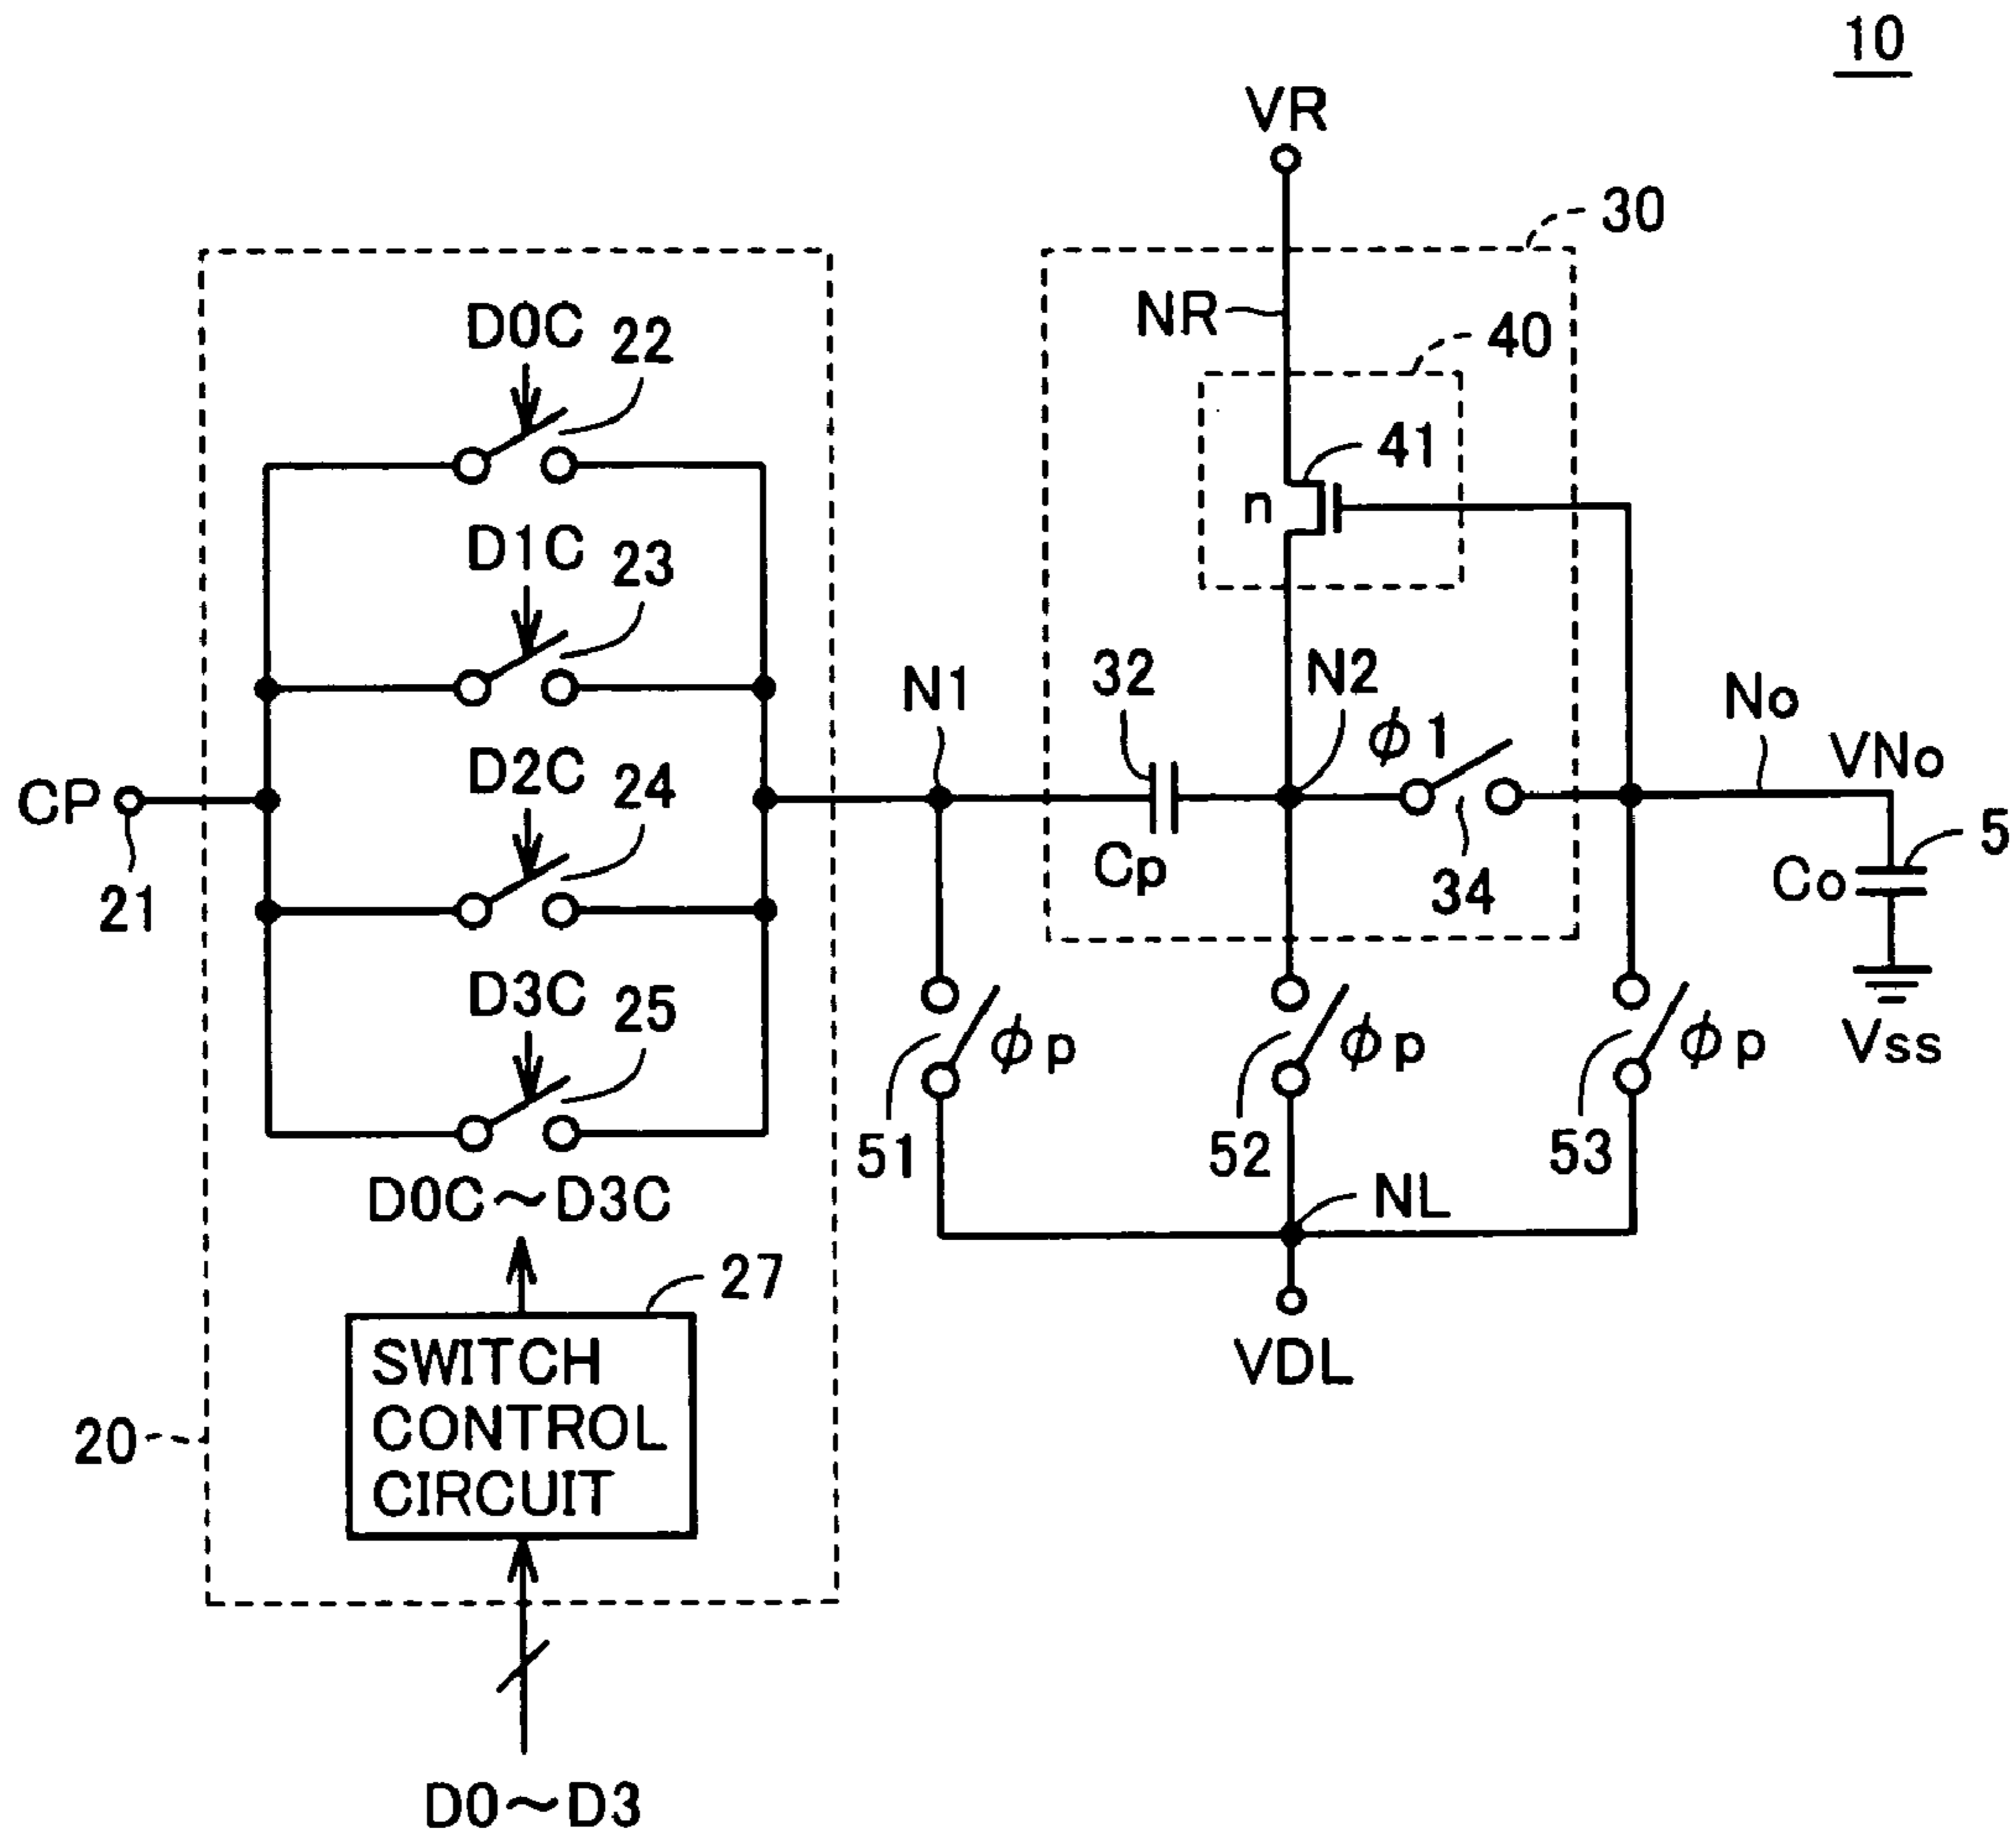 10
VR
30
NR
40
D0C
22
41
n
D1C
23
32
N2
N1
φ1
No
VNo
D2C
24
CP
21
Cp
34
Co
5
D3C
25
φp
φp
φp
Vss
51
52
53
D0C~D3C
NL
27
SWITCH
CONTROL
CIRCUIT
VDL
20
D0~D3